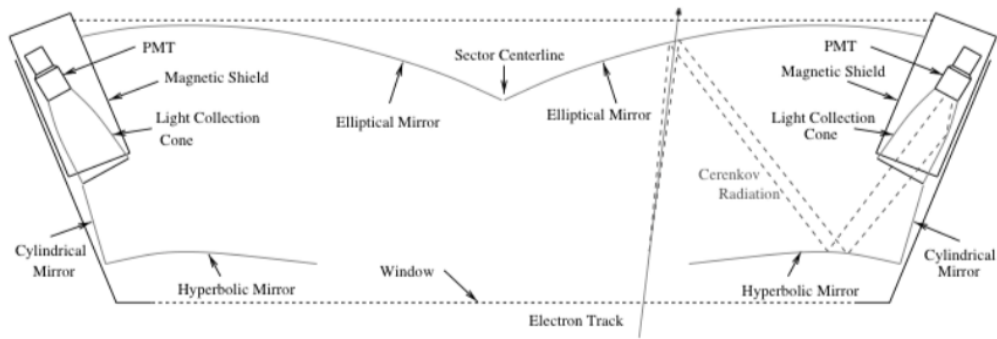 PMT
Magnetic Shield
Light Collection
Cone
Elliptical Mirror
Sector Centerline
Elliptical Mirror
PMT
Magnetic Shield
Light Collection
Cone
Cerenkov
Radiation
Cylindrical
Mirror
Hyperbolic Mirror
Window
Electron Track
Hyperbolic Mirror
Cylindrical
Mirror